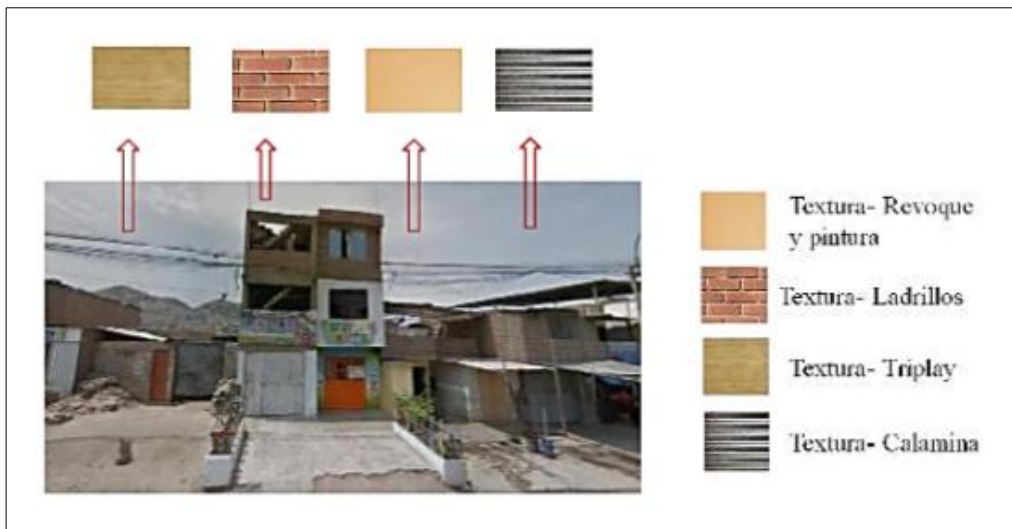 Textura- Revoque
y pintura
Textura- Ladrillos
Textura- Triplay
Textura- Calamina